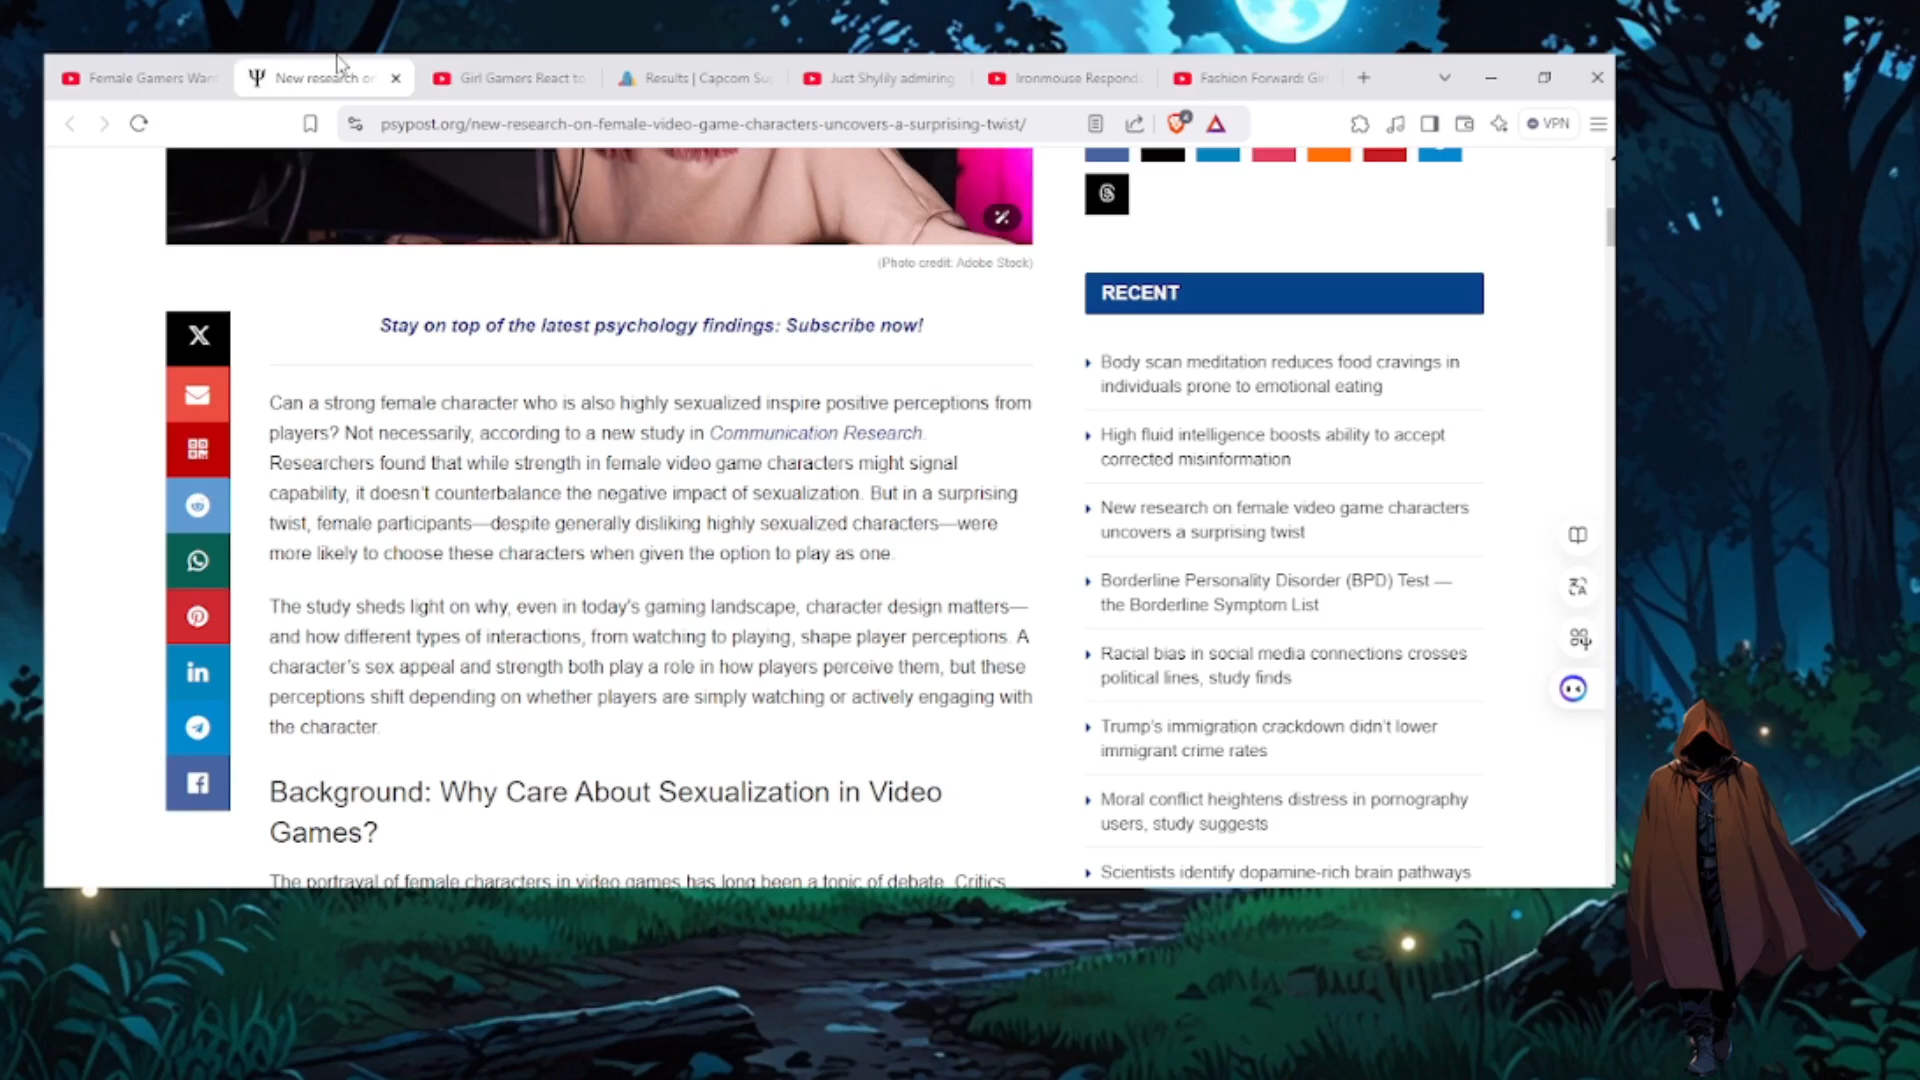 Female Gamers Wan
New research or
Girl Gamers React to
Results | Capcom Su
Just Shylily admiring
Ironmouse Respond
Fashion Forward: Gir
psypost.org/new-research-on-female-video-game-characters-uncovers-a-surprising-twist/
4
VPN
(Photo credit: Adobe Stock)
Stay on top of the latest psychology findings: Subscribe now!
Can a strong female character who is also highly sexualized inspire positive perceptions from
players? Not necessarily, according to a new study in Communication Research.
Researchers found that while strength in female video game characters might signal
capability, it doesn't counterbalance the negative impact of sexualization. But in a surprising
twist, female participants—despite generally disliking highly sexualized characters—were
more likely to choose these characters when given the option to play as one.
The study sheds light on why, even in today's gaming landscape, character design matters—
and how different types of interactions, from watching to playing, shape player perceptions. A
character's sex appeal and strength both play a role in how players perceive them, but these
perceptions shift depending on whether players are simply watching or actively engaging with
the character.
Background: Why Care About Sexualization in Video
Games?
The portrayal of female characters in video games has long been a topic of debate. Critics
RECENT
Body scan meditation reduces food cravings in
individuals prone to emotional eating
High fluid intelligence boosts ability to accept
corrected misinformation
New research on female video game characters
uncovers a surprising twist
Borderline Personality Disorder (BPD) Test —
the Borderline Symptom List
Racial bias in social media connections crosses
political lines, study finds
Trump's immigration crackdown didn't lower
immigrant crime rates
Moral conflict heightens distress in pornography
users, study suggests
Scientists identify dopamine-rich brain pathways